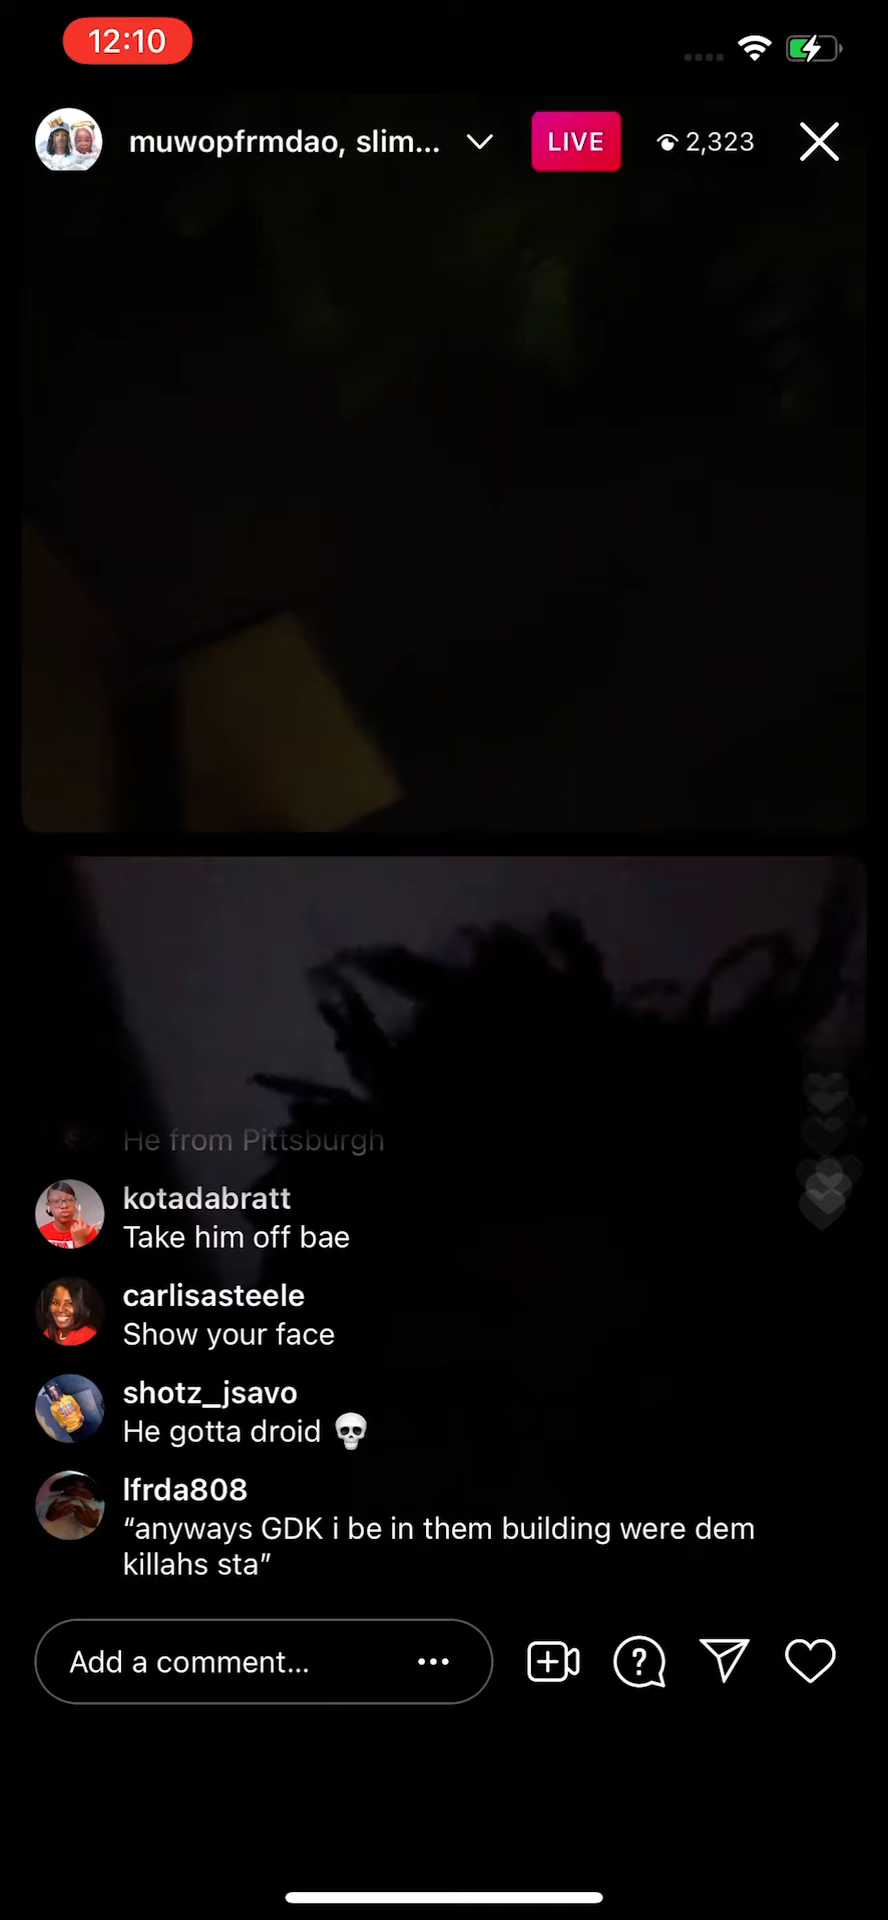 12:10
muwopfrmdao, slim...
LIVE
2,323
He from Pittsburgh
kotadabratt
Take him off bae
carlisasteele
Show your face
shotz_jsavo
He gotta droid 💀
lfrda808
“anyways GDK i be in them building were dem
killahs sta”
Add a comment...